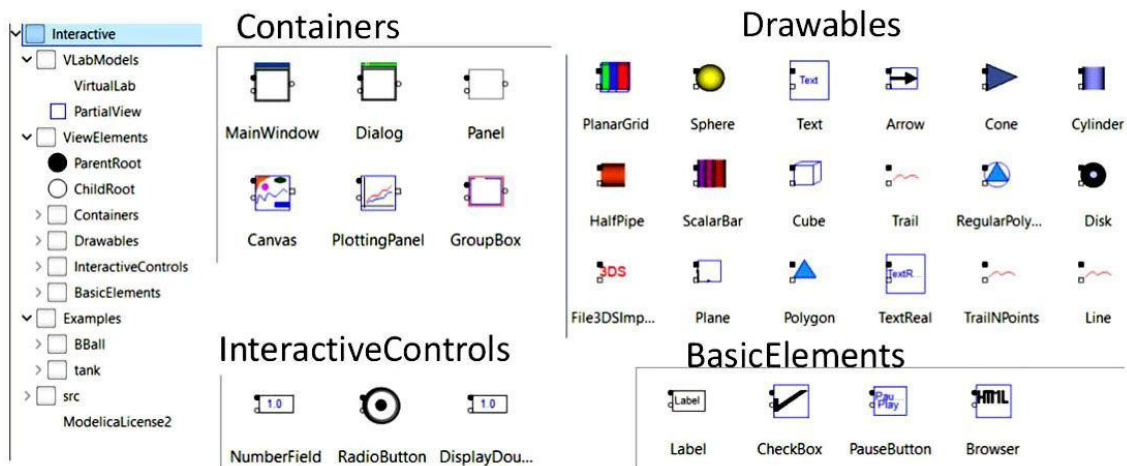 Interactive
VLabModels
VirtualLab
PartialView
ViewElements
ParentRoot
ChildRoot
Containers
Drawables
InteractiveControls
BasicElements
Examples
BBall
tank
src
ModelicaLicense2
Containers
MainWindow Dialog Panel
Canvas PlottingPanel GroupBox
Drawables
Text
PlanarGrid Sphere Text Arrow Cone Cylinder
HalfPipe ScalarBar Cube Trail RegularPoly... Disk
3DS TextR...
File3DSImp... Plane Polygon TextReal TrailNPoints Line
InteractiveControls
1.0 1.0
NumberField RadioButton DisplayDou...
BasicElements
Label Pau... Play HTML
Label CheckBox PauseButton Browser